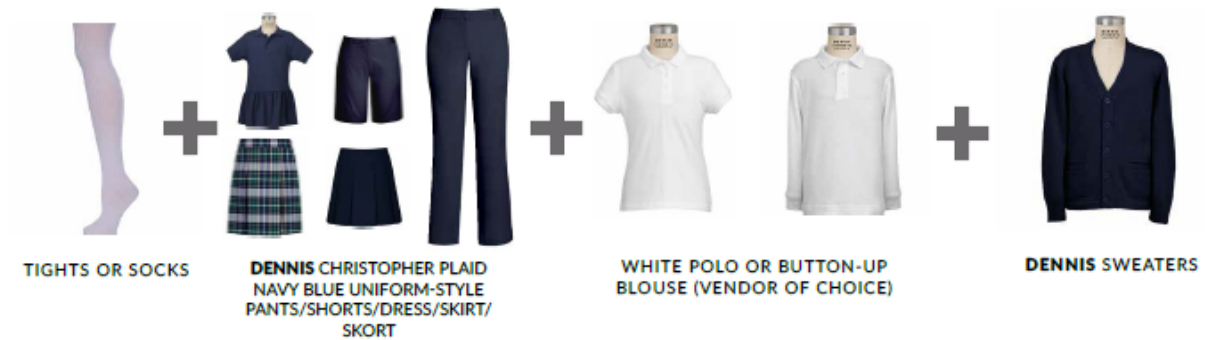 TIGHTS OR SOCKS
DENNIS CHRISTOPHER PLAID
NAVY BLUE UNIFORM-STYLE
PANTS/SHORTS/DRESS/SKIRT/
SKORT
WHITE POLO OR BUTTON-UP
BLOUSE (VENDOR OF CHOICE)
DENNIS SWEATERS